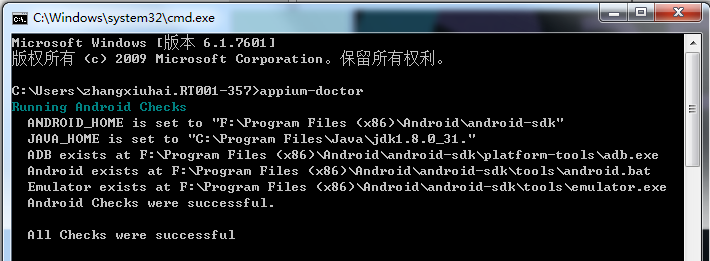 C:\Windows\system32\cmd.exe
Microsoft Windows [版本 6.1.7601]
版权所有 (c) 2009 Microsoft Corporation。保留所有权利。
C:\Users\zhangxiuhai.RT001-357>appium-doctor
Running Android Checks
ANDROID_HOME is set to "F:\Program Files (x86)\Android\android-sdk"
JAVA_HOME is set to "C:\Program Files\Java\jdk1.8.0_31."
ADB exists at F:\Program Files (x86)\Android\android-sdk\platform-tools\adb.exe
Android exists at F:\Program Files (x86)\Android\android-sdk\tools\android.bat
Emulator exists at F:\Program Files (x86)\Android\android-sdk\tools\emulator.exe
Android Checks were successful.
All Checks were successful